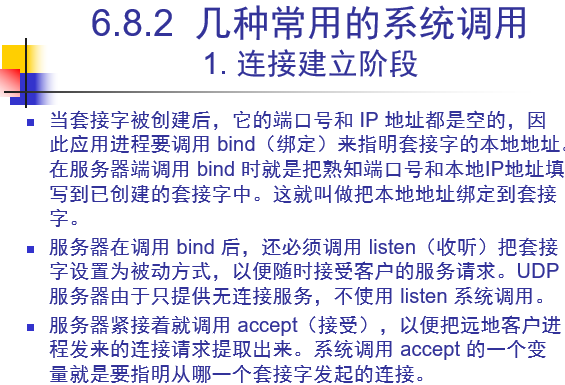 6.8.2 几种常用的系统调用
1. 连接建立阶段
当套接字被创建后，它的端口号和 IP 地址都是空的，因
此应用进程要调用 bind（绑定）来指明套接字的本地地址。
在服务器端调用 bind 时就是把熟知端口号和本地IP地址填
写到已创建的套接字中。这就叫做把本地地址绑定到套接
字。
服务器在调用 bind 后，还必须调用 listen（收听）把套接
字设置为被动方式，以便随时接受客户的服务请求。UDP
服务器由于只提供无连接服务，不使用 listen 系统调用。
服务器紧接着就调用 accept（接受），以便把远地客户进
程发来的连接请求提取出来。系统调用 accept 的一个变
量就是要指明从哪一个套接字发起的连接。